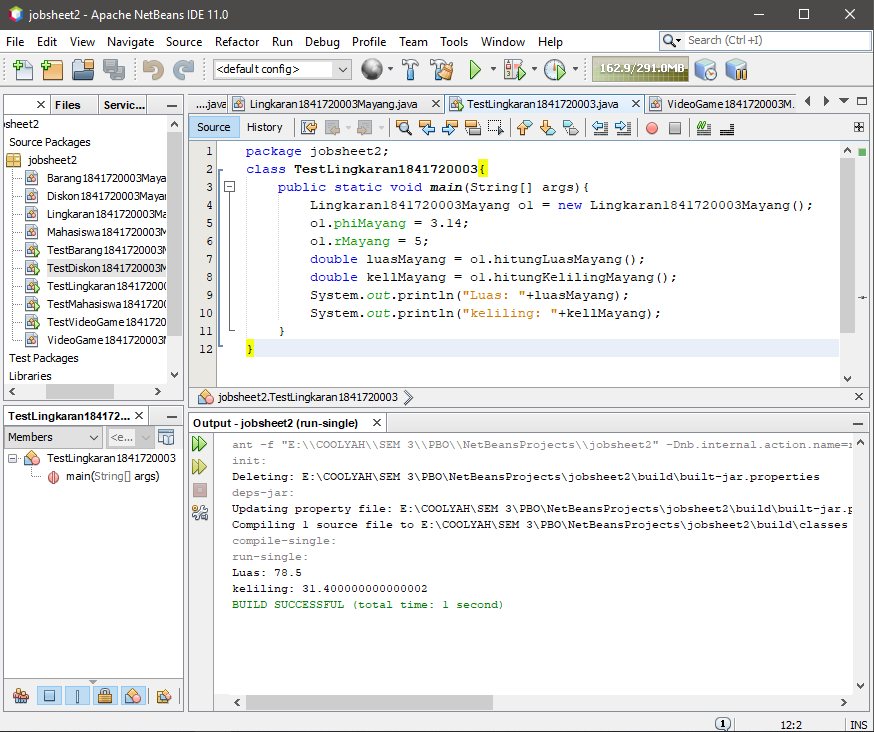 jobsheet2 - Apache NetBeans IDE 11.0
File Edit View Navigate Source Refactor Run Debug Profile Team Tools Window Help
Search (Ctrl+I)
<default config>
162.9/291.0MB
Files Servic...
....java Lingkaran1841720003Mayang.java TestLingkaran1841720003.java VideoGame1841720003M.
Source History
jobsheet2
Source Packages
jobsheet2
Barang1841720003Maya
Diskon1841720003Mayan
Lingkaran1841720003Ma
Mahasiswa1841720003
TestBarang1841720003M
TestDiskon1841720003M
TestLingkaran184172000
TestMahasiswa18417200
TestVideoGame1841720
VideoGame1841720003M
Test Packages
Libraries
1 package jobsheet2;
2 class TestLingkaran1841720003{
3 public static void main(String[] args){
4 Lingkaran1841720003Mayang ol = new Lingkaran1841720003Mayang();
5 ol.phiMayang = 3.14;
6 ol.rMayang = 5;
7 double luasMayang = ol.hitungLuasMayang();
8 double kellMayang = ol.hitungKelilingMayang();
9 System.out.println("Luas: "+luasMayang);
10 System.out.println("keliling: "+kellMayang);
11 }
12 }
jobsheet2.TestLingkaran1841720003
TestLingkaran184172...
Members <e...
TestLingkaran1841720003
main(String[] args)
Output - jobsheet2 (run-single)
ant -f "E:\\COOLYAH\\SEM 3\\PBO\\NetBeansProjects\\jobsheet2" -Dnb.internal.action.name=r
init:
Deleting: E:\COOLYAH\SEM 3\PBO\NetBeansProjects\jobsheet2\build\built-jar.properties
deps-jar:
Updating property file: E:\COOLYAH\SEM 3\PBO\NetBeansProjects\jobsheet2\build\built-jar.p
Compiling 1 source file to E:\COOLYAH\SEM 3\PBO\NetBeansProjects\jobsheet2\build\classes
compile-single:
run-single:
Luas: 78.5
keliling: 31.400000000000002
BUILD SUCCESSFUL (total time: 1 second)
1 12:2 INS